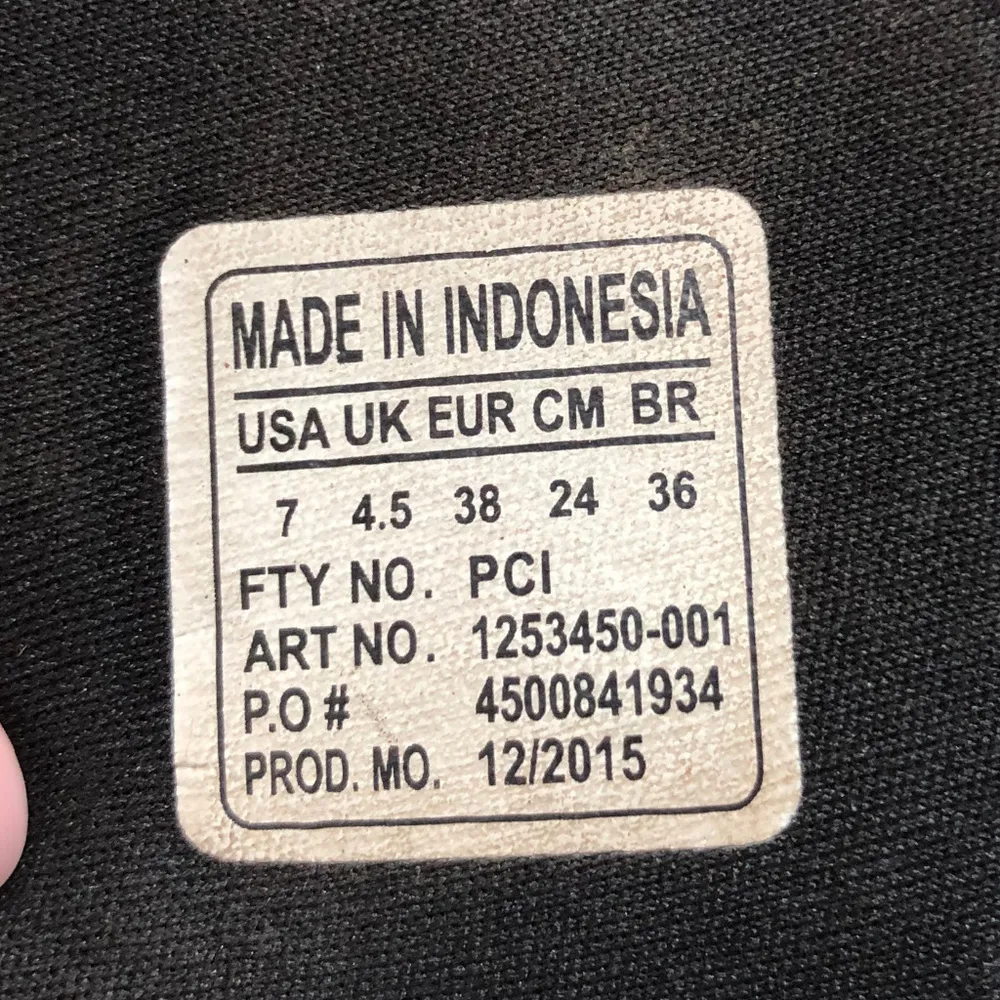 MADE IN INDONESIA
USA UK EUR CM BR
7 4.5 38 24 36
FTY NO. PCI
ART NO. 1253450-001
P.O # 4500841934
PROD. MO. 12/2015